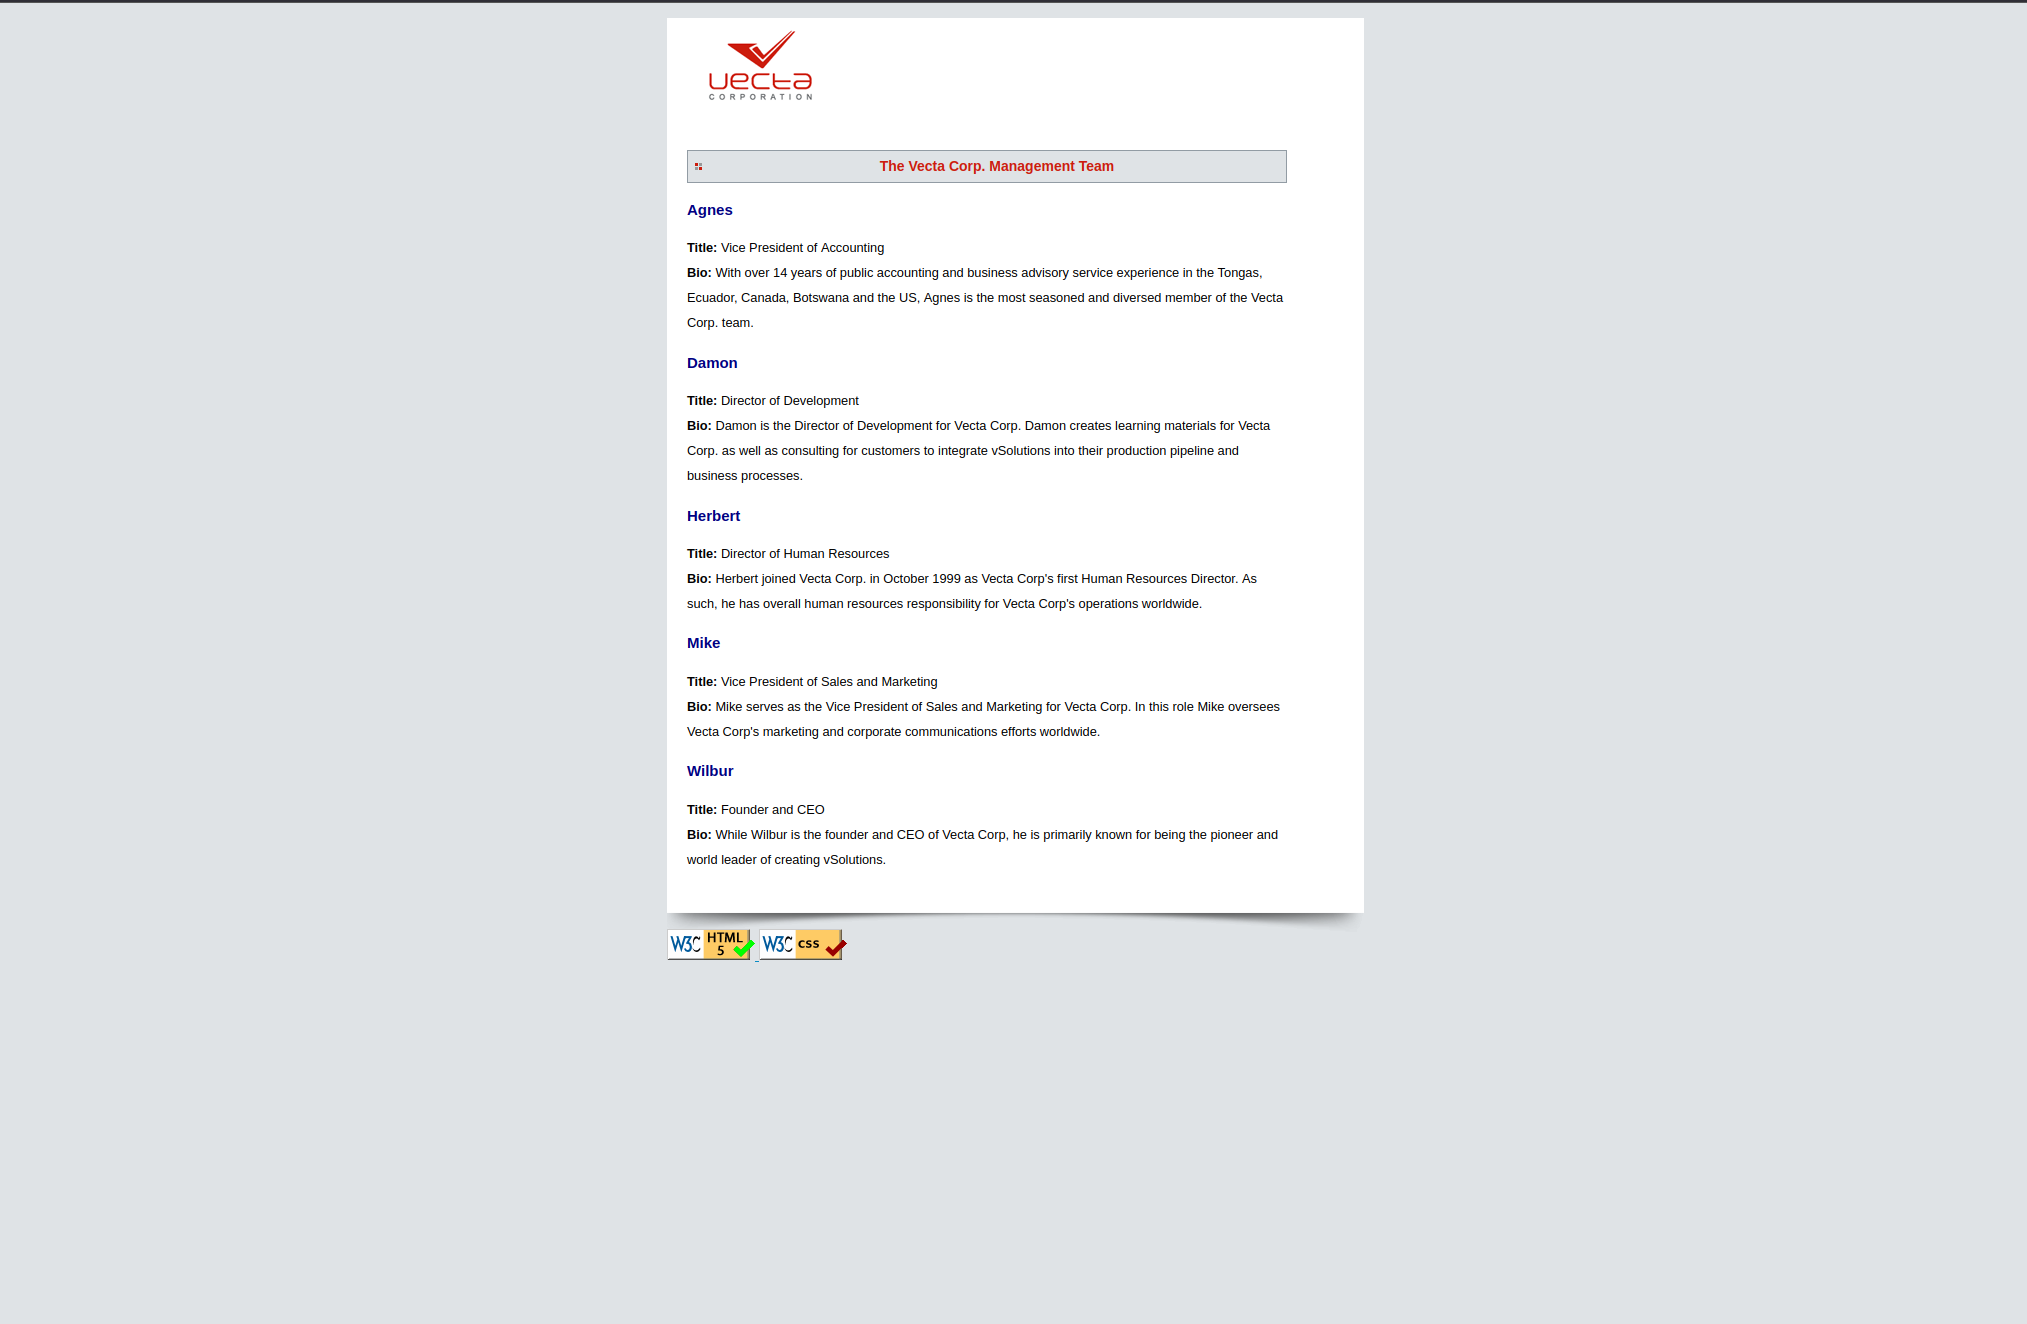 vecta
CORPORATION
The Vecta Corp. Management Team
Agnes
Title: Vice President of Accounting
Bio: With over 14 years of public accounting and business advisory service experience in the Tongas,
Ecuador, Canada, Botswana and the US, Agnes is the most seasoned and diversed member of the Vecta
Corp. team.
Damon
Title: Director of Development
Bio: Damon is the Director of Development for Vecta Corp. Damon creates learning materials for Vecta
Corp. as well as consulting for customers to integrate vSolutions into their production pipeline and
business processes.
Herbert
Title: Director of Human Resources
Bio: Herbert joined Vecta Corp. in October 1999 as Vecta Corp's first Human Resources Director. As
such, he has overall human resources responsibility for Vecta Corp's operations worldwide.
Mike
Title: Vice President of Sales and Marketing
Bio: Mike serves as the Vice President of Sales and Marketing for Vecta Corp. In this role Mike oversees
Vecta Corp's marketing and corporate communications efforts worldwide.
Wilbur
Title: Founder and CEO
Bio: While Wilbur is the founder and CEO of Vecta Corp, he is primarily known for being the pioneer and
world leader of creating vSolutions.
W3C HTML 5 W3C css